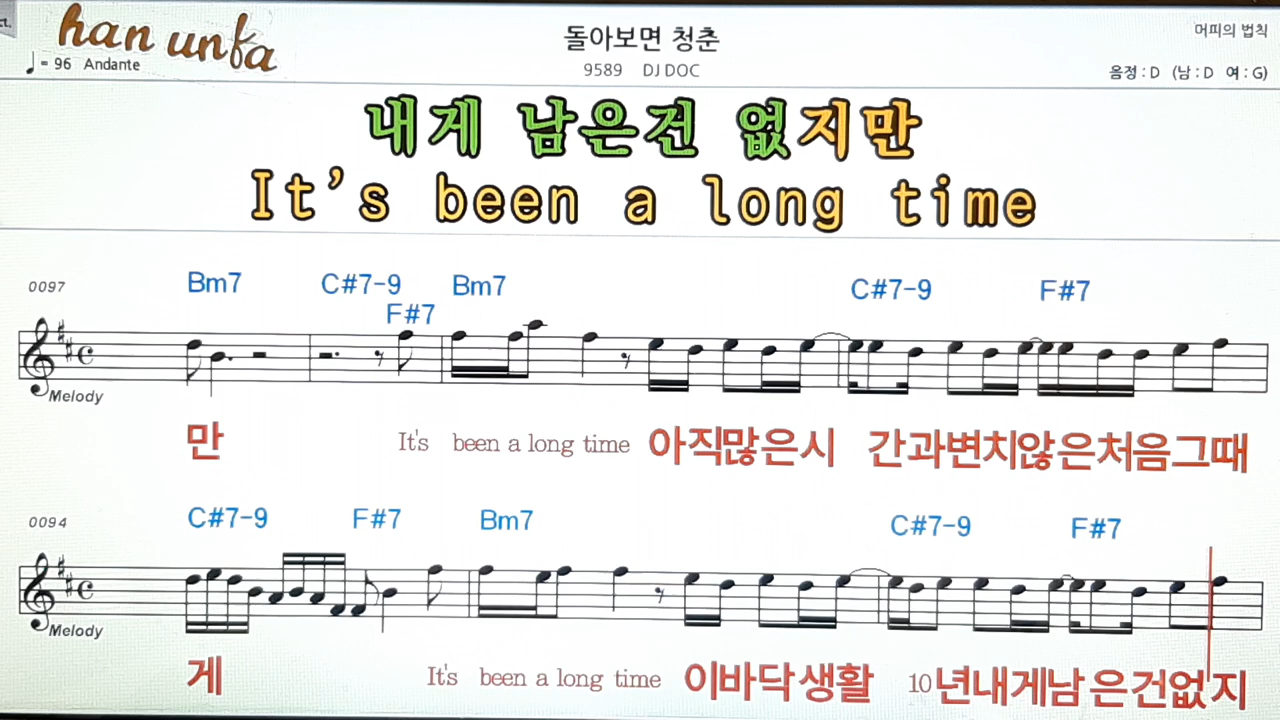 ct.
han unfa
돌아보면 청춘
머피의 법칙
♩= 96 Andante
9589 DJ DOC
음정 : D (남 : D 여 : G)
내게 남은건 없지만
It's been a long time
0097 Bm7 C#7-9 F#7 Bm7 C#7-9 F#7
Melody
만 It's been a long time 아직많은시 간과변치않은처음그때
0094 C#7-9 F#7 Bm7 C#7-9 F#7
Melody
게 It's been a long time 이바닥생활 10년내게남은건없지